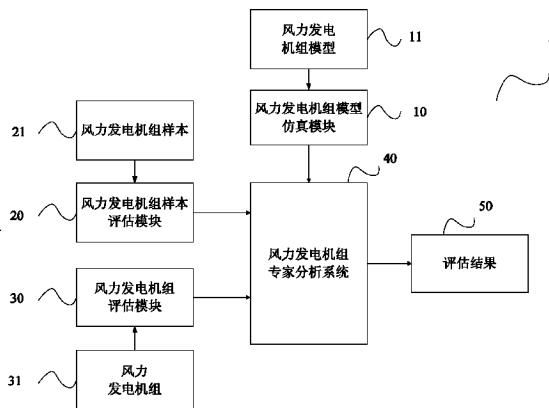 风力发电
机组模型
11
风力发电机组模型
仿真模块
10
21
风力发电机组样本
40
20
风力发电机组样本
评估模块
风力发电机组
专家分析系统
50
评估结果
30
风力发电机组
评估模块
31
风力
发电机组